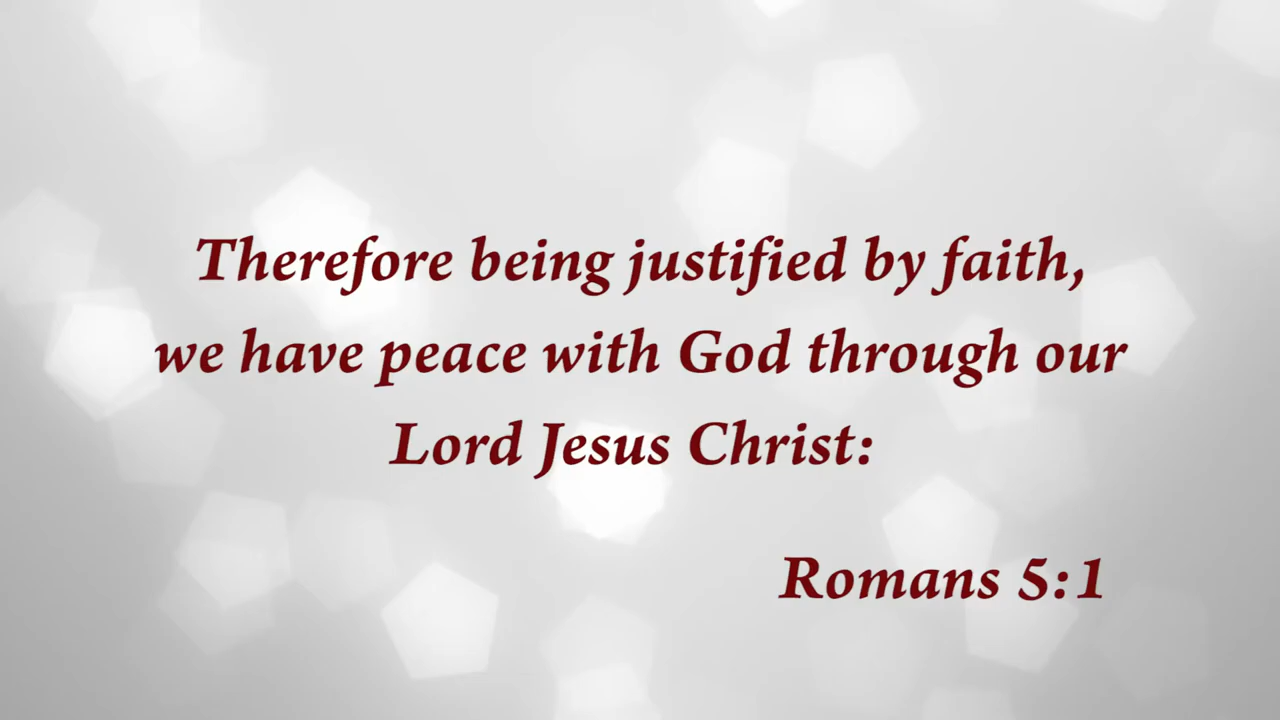 Therefore being justified by faith,
we have peace with God through our
Lord Jesus Christ:
Romans 5:1